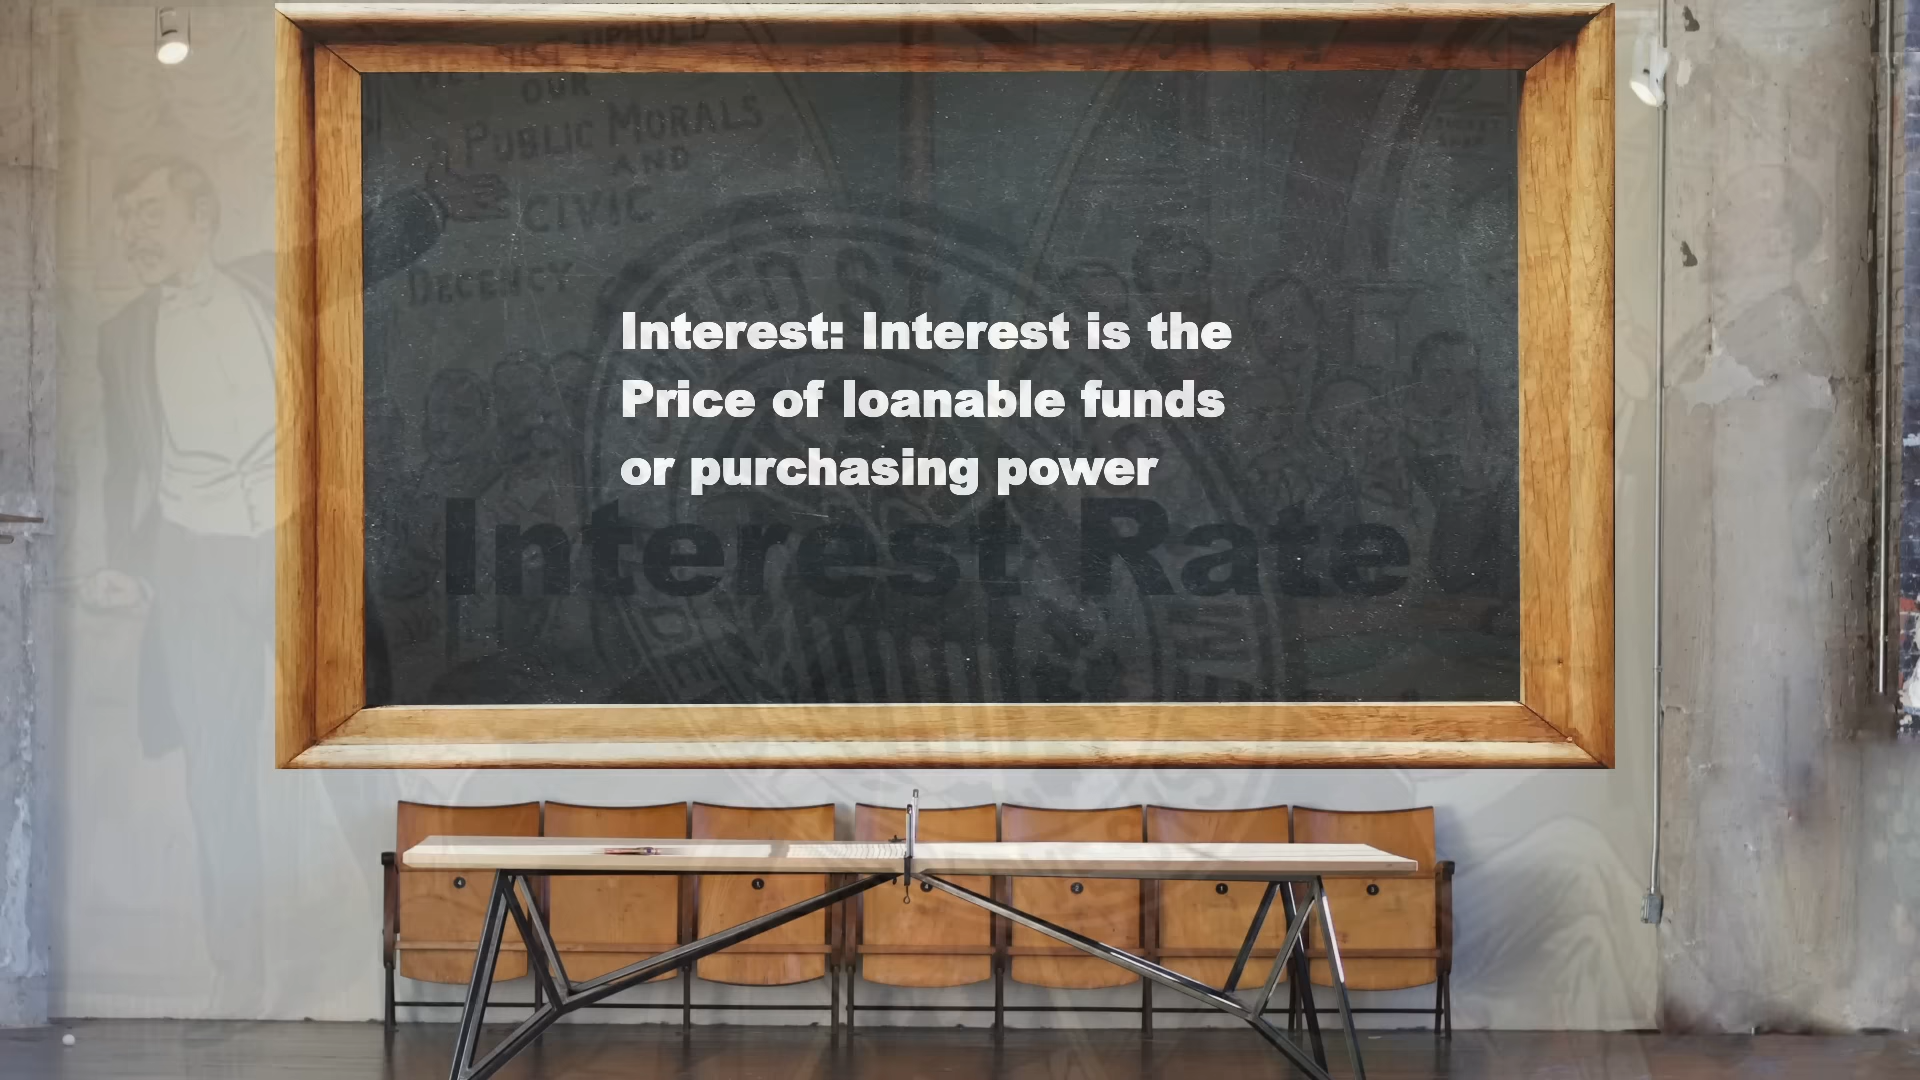 OUR
PUBLIC MORALS
AND
CIVIC
DECENCY
Interest: Interest is the
Price of loanable funds
or purchasing power
Interest Rate